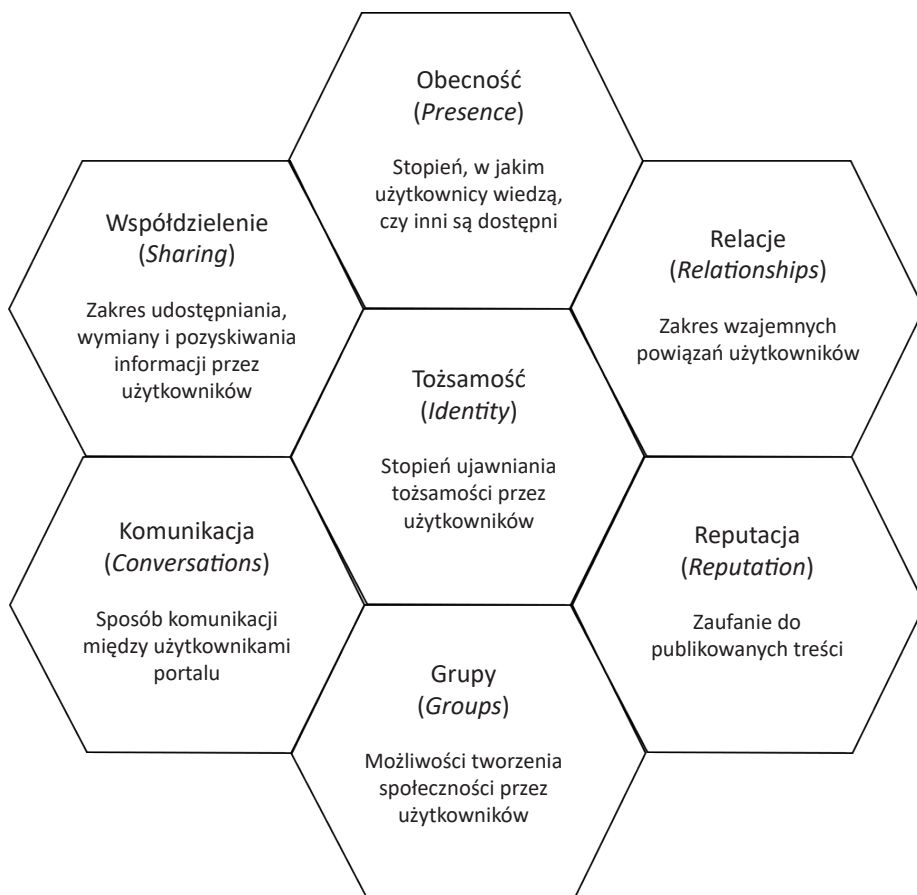 Obecność
(Presence)
Stopień, w jakim
użytkownicy wiedzą,
czy inni są dostępni
Współdzielenie
(Sharing)
Zakres udostępniania,
wymiany i pozyskiwania
informacji przez
użytkowników
Relacje
(Relationships)
Zakres wzajemnych
powiązań użytkowników
Tożsamość
(Identity)
Stopień ujawniania
tożsamości przez
użytkowników
Komunikacja
(Conversations)
Sposób komunikacji
między użytkownikami
portalu
Reputacja
(Reputation)
Zaufanie do
publikowanych treści
Grupy
(Groups)
Możliwości tworzenia
społeczności przez
użytkowników